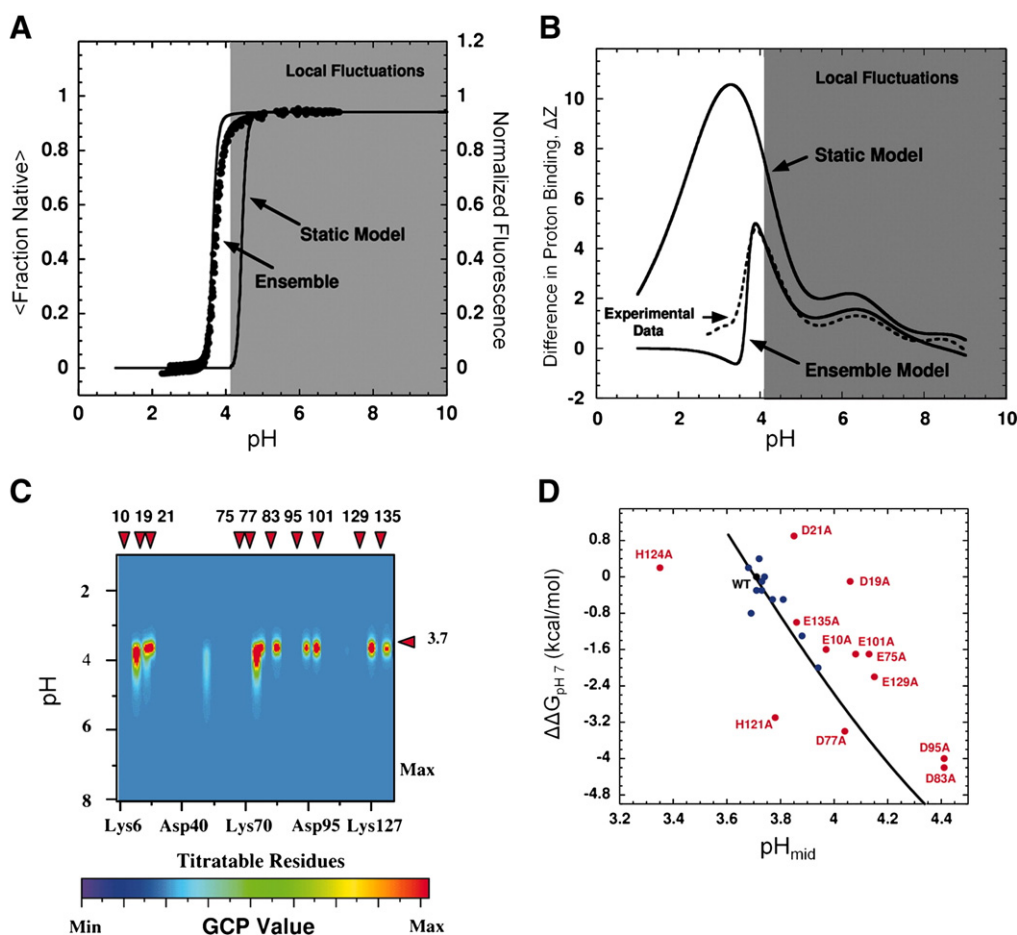 A
Local Fluctuations
Static Model
Ensemble
<Fraction Native>
1
0.8
0.6
0.4
0.2
0
Normalized Fluorescence
1.2
1
0.8
0.6
0.4
0.2
0
0 2 4 6 8 10
pH
B
Local Fluctuations
Static Model
Experimental
Data
Ensemble Model
Difference in Proton Binding, ΔZ
10
8
6
4
2
0
-2
0 2 4 6 8 10
pH
C
10 19 21 75 77 83 95 101 129 135
3.7
pH
2
4
6
8
Max
Lys6 Asp40 Lys70 Asp95 Lys127
Titratable Residues
Min GCP Value Max
D
ΔΔG pH 7 (kcal/mol)
0.8
0
-0.8
-1.6
-2.4
-3.2
-4
-4.8
D21A
H124A
WT
D19A
E135A
E10A
E101A
E75A
E129A
H121A
D77A
D95A
D83A
3.2 3.4 3.6 3.8 4 4.2 4.4
pHmid